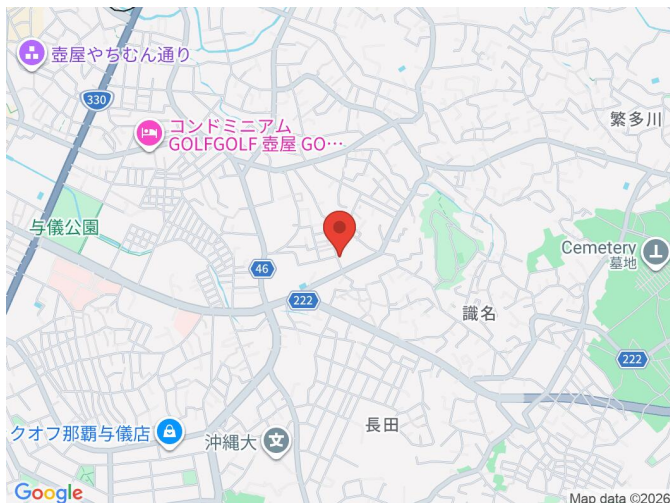 壺屋やちむん通り
330
コンドミニアム
GOLFGOLF 壺屋 GO…
繁多川
与儀公園
Cemetery
墓地
46
222
識名
222
長田
クオフ那覇与儀店
沖縄大
Google
Map data ©2026